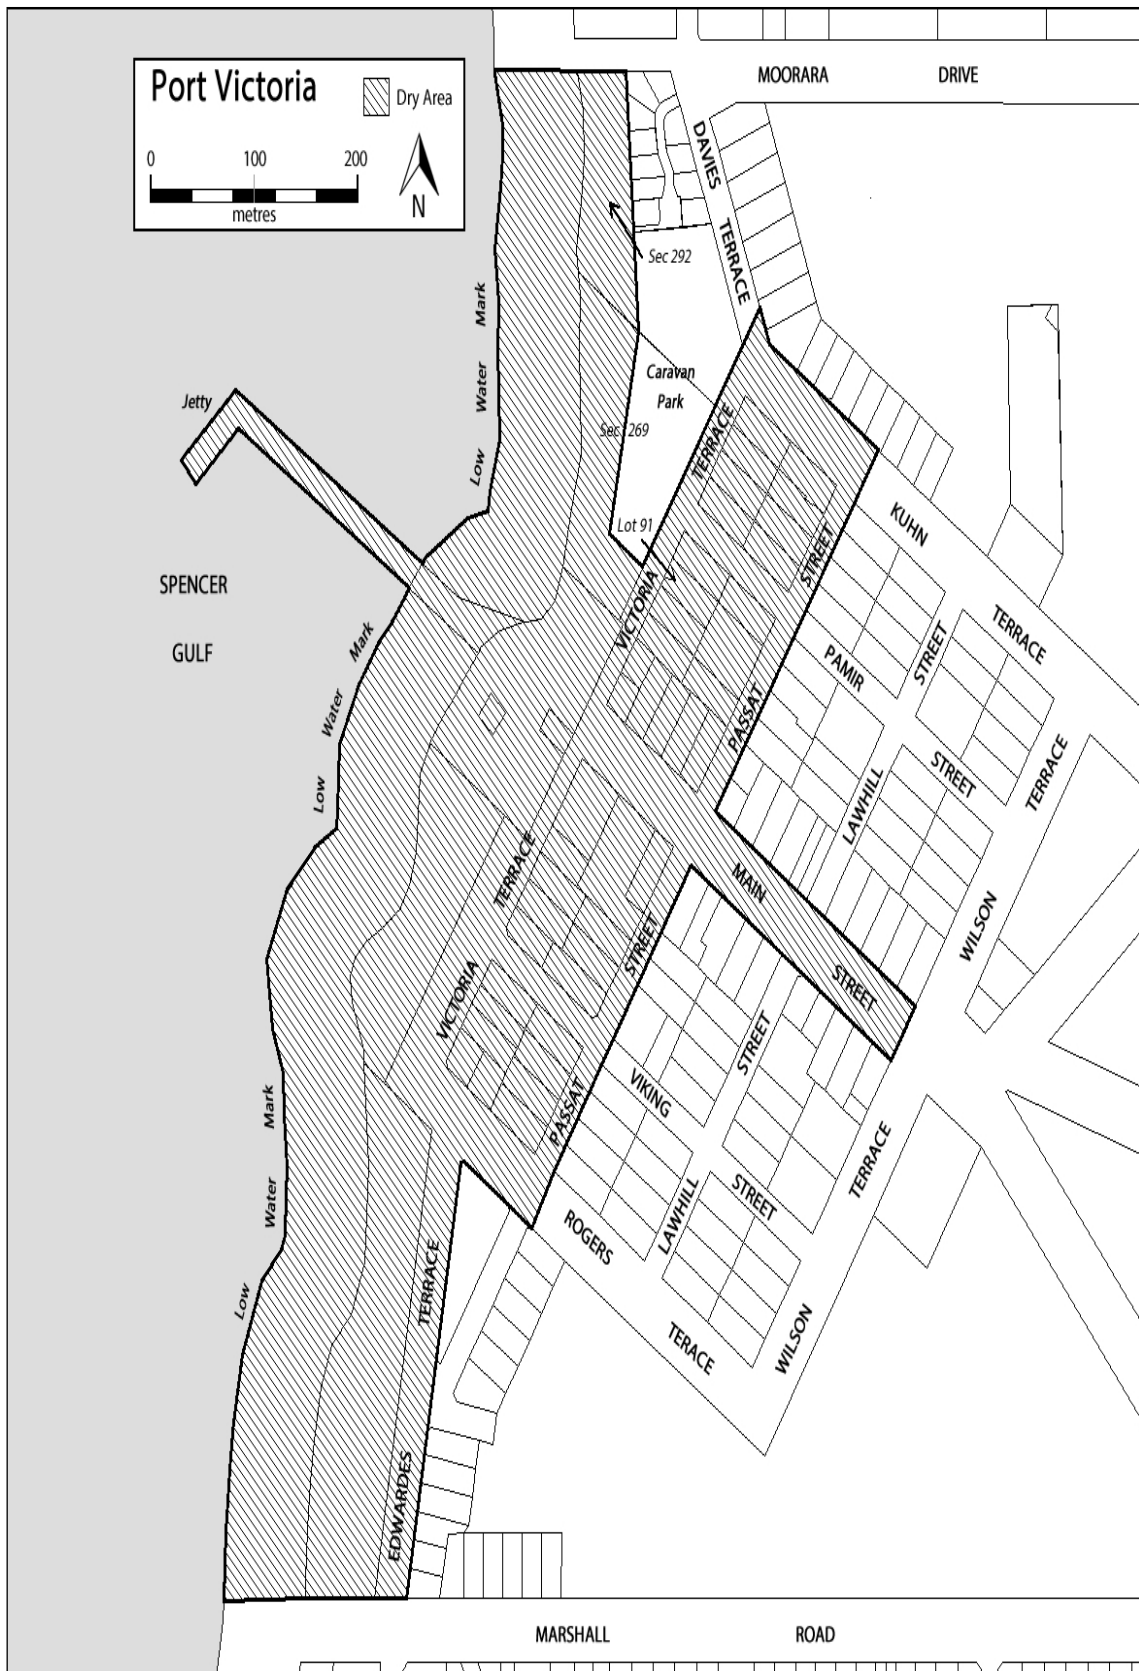 MOORARA DRIVE
Port Victoria
Dry Area
0 100 200
metres
N
DAVIES
TERRACE
Sec 292
Low Water Mark
Jetty
Caravan
Park
Sec 269
TERRACE
Lot 91
STREET
KUHN
TERRACE
SPENCER
GULF
VICTORIA
PAMIR
STREET
STREET
Low Water Mark
PASSAT
LAWHILL
TERRACE
TERRACE
MAIN
STREET
WILSON
STREET
VICTORIA
STREET
VIKING
STREET
PASSAT
Low Water Mark
TERRACE
LAWHILL
ROGERS
TERACE
WILSON
TERRACE
EDWARDES
MARSHALL ROAD